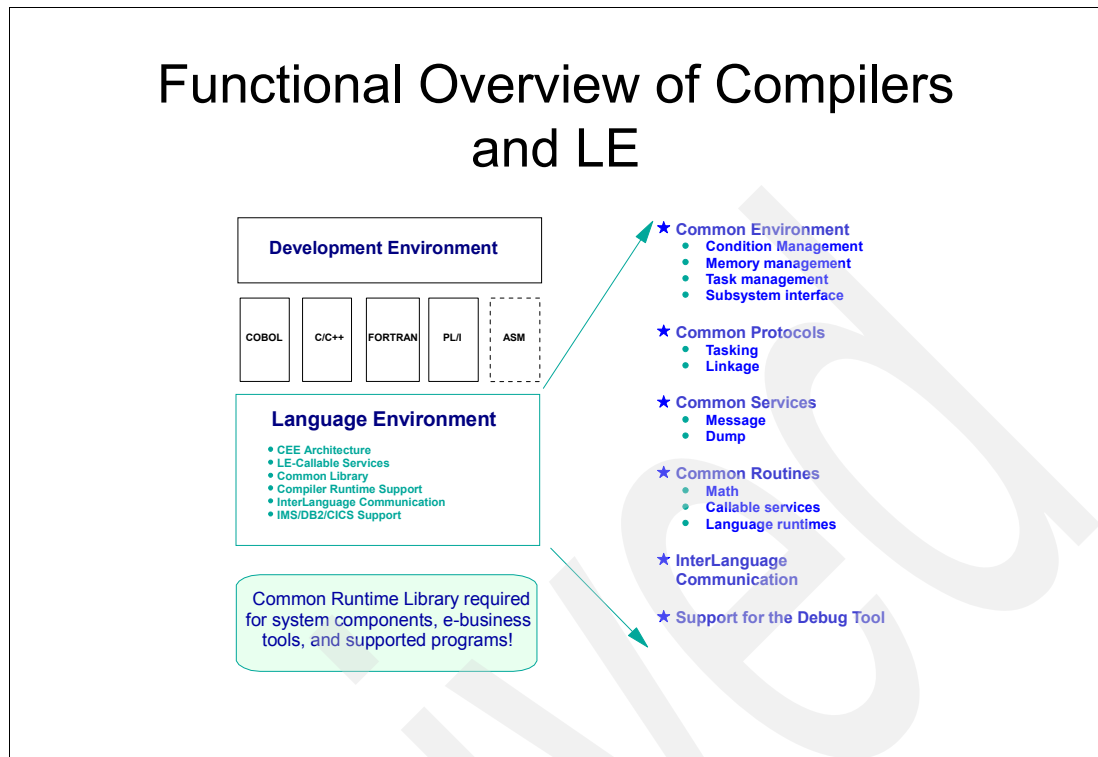 Functional Overview of Compilers
and LE
Development Environment
COBOL
C/C++
FORTRAN
PL/I
ASM
Language Environment
CEE Architecture
LE-Callable Services
Common Library
Compiler Runtime Support
InterLanguage Communication
IMS/DB2/CICS Support
Common Runtime Library required
for system components, e-business
tools, and supported programs!
Common Environment
Condition Management
Memory management
Task management
Subsystem interface
Common Protocols
Tasking
Linkage
Common Services
Message
Dump
Common Routines
Math
Callable services
Language runtimes
InterLanguage
Communication
Support for the Debug Tool